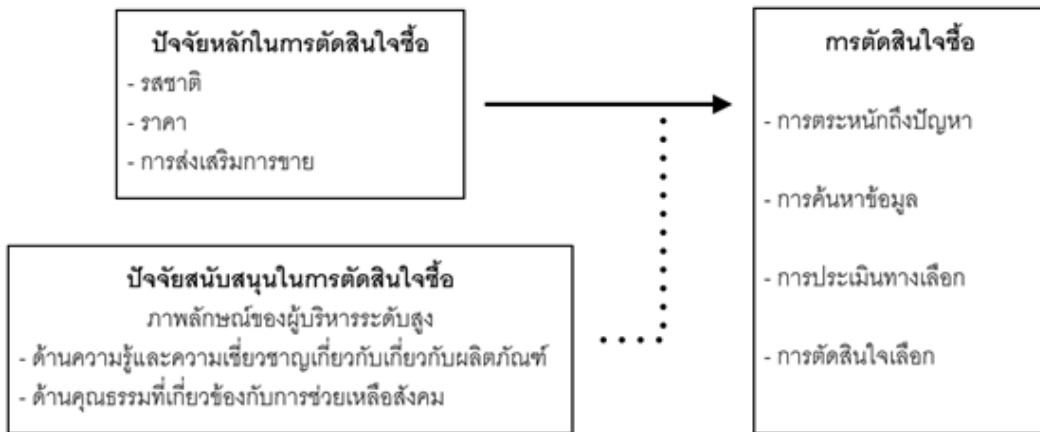 ปัจจัยหลักในการตัดสินใจซื้อ
- รสชาติ
- ราคา
- การส่งเสริมการขาย
ปัจจัยสนับสนุนในการตัดสินใจซื้อ
ภาพลักษณ์ของผู้บริหารระดับสูง
- ด้านความรู้และความเชี่ยวชาญเกี่ยวกับเกี่ยวกับผลิตภัณฑ์
- ด้านคุณธรรมที่เกี่ยวข้องกับการช่วยเหลือสังคม
การตัดสินใจซื้อ
- การตระหนักถึงปัญหา
- การค้นหาข้อมูล
- การประเมินทางเลือก
- การตัดสินใจเลือก